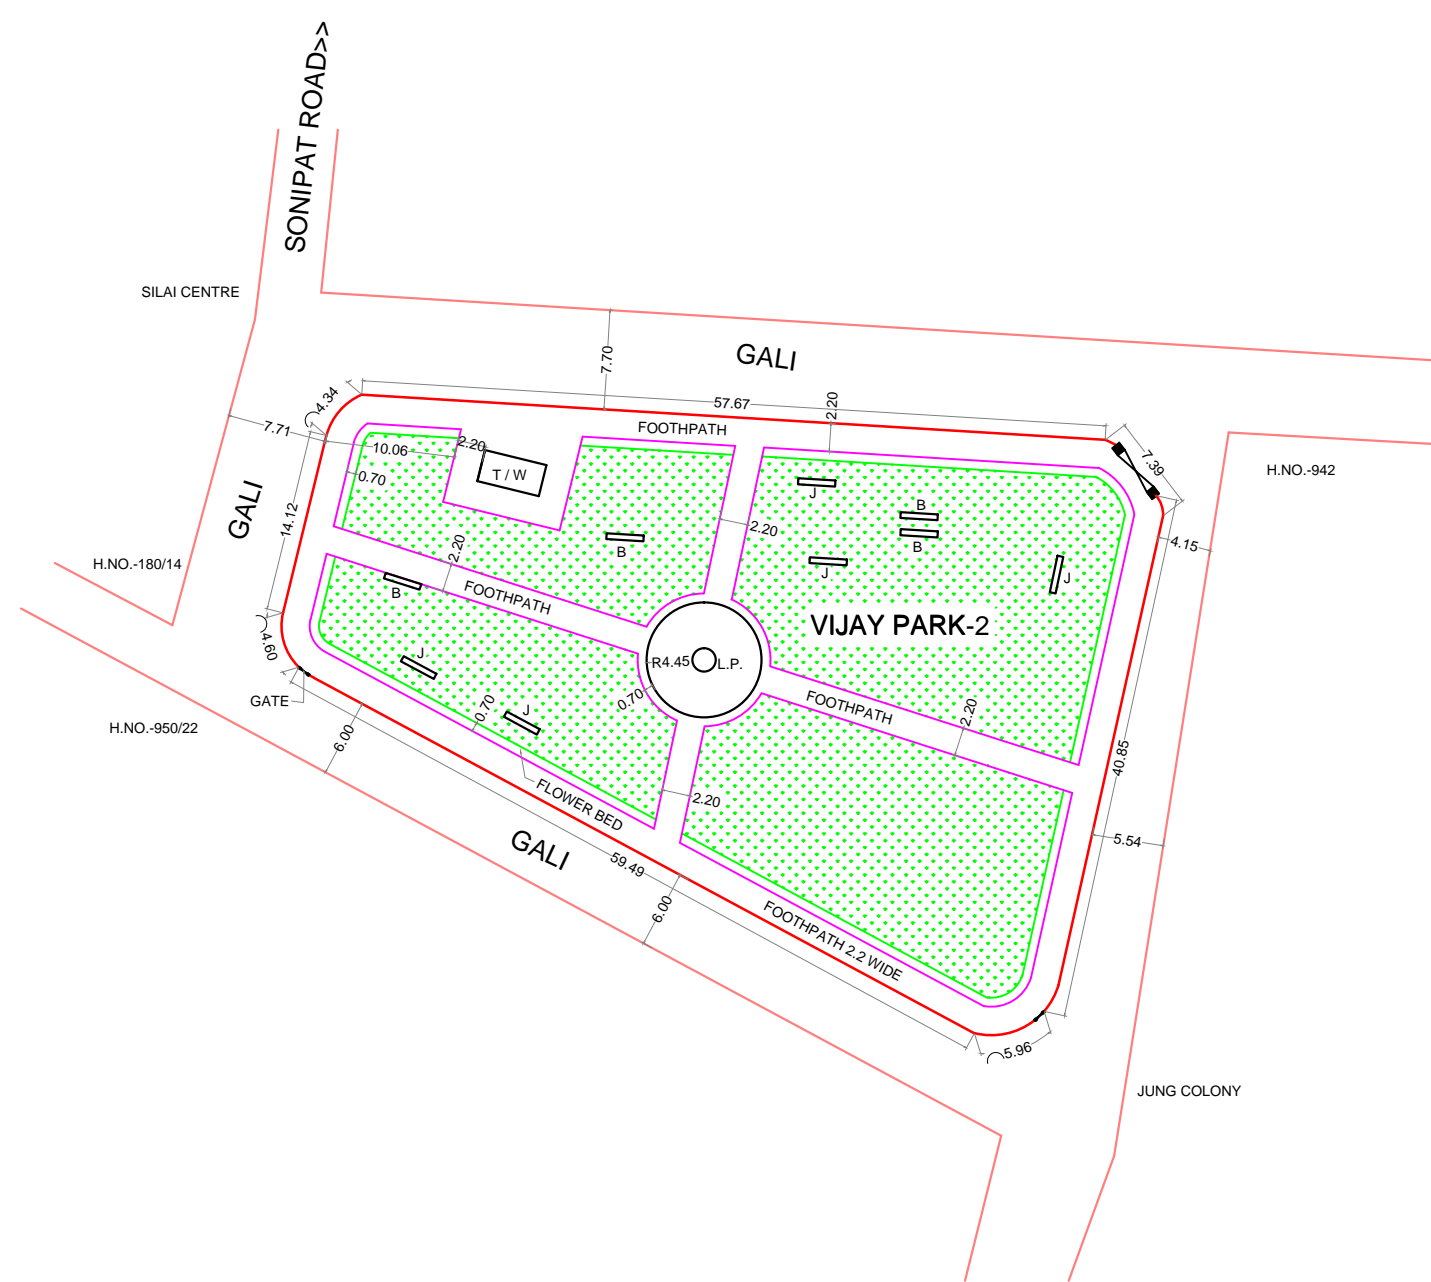 SONIPAT ROAD>>
SILAI CENTRE
GALI
7.70
57.67
2.20
4.34
7.71
FOOTPATH
10.06
2.20
T / W
0.70
7.39
H.NO.-942
GALI
14.12
J
B
B
B
2.20
2.20
4.15
H.NO.-180/14
J
J
B
FOOTPATH
VIJAY PARK-2
4.60
J
R4.45
L.P.
0.70
GATE
H.NO.-950/22
0.70
J
FOOTPATH
2.20
6.00
40.85
FLOWER BED
2.20
5.54
GALI
59.49
6.00
FOOTPATH 2.2 WIDE
5.96
JUNG COLONY